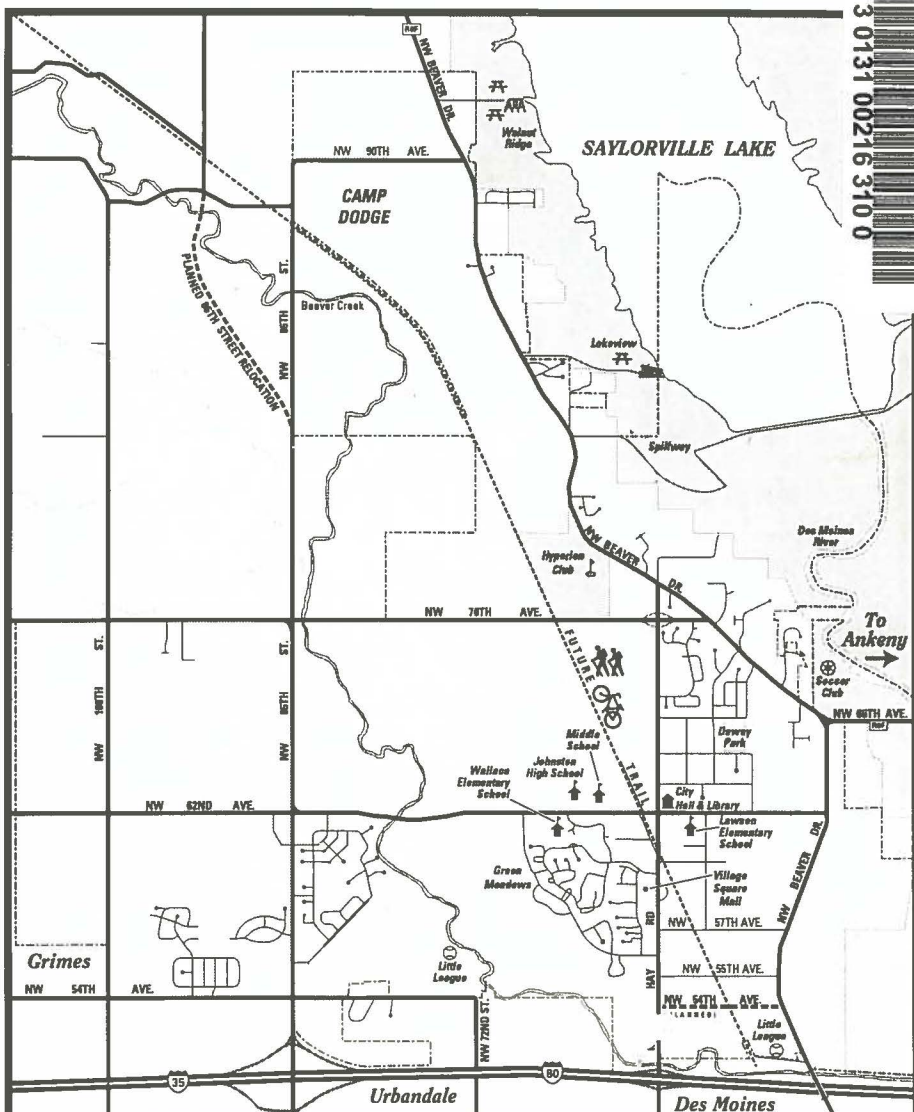 3 0131 00216 3100
R&F
NW BEAVER DR.
Walnut
Ridge
SAYLORVILLE LAKE
NW 90TH AVE.
CAMP
DODGE
PLANNED 86TH STREET RELOCATION
NW 86TH ST.
Beaver Creek
Lakeview
Spillway
Des Moines
River
Hyperion
Club
NW BEAVER DR.
NW 70TH AVE.
To
Ankeny
Soccer
Club
NW 66TH AVE.
R&F
NW 100TH ST.
NW 86TH ST.
FUTURE TRAIL
Middle
School
Johnston
High School
Wallace
Elementary
School
Dewey
Park
City
Hall & Library
NW 62ND AVE.
Lawson
Elementary
School
Green
Meadows
Village
Square
Mall
NW BEAVER DR.
NW 57TH AVE.
RD
HAY
NW 55TH AVE.
Grimes
Little
League
NW 54TH AVE.
NW 54TH AVE.
(PLANNED)
NW 72ND ST.
Little
League
35
80
Urbandale
Des Moines